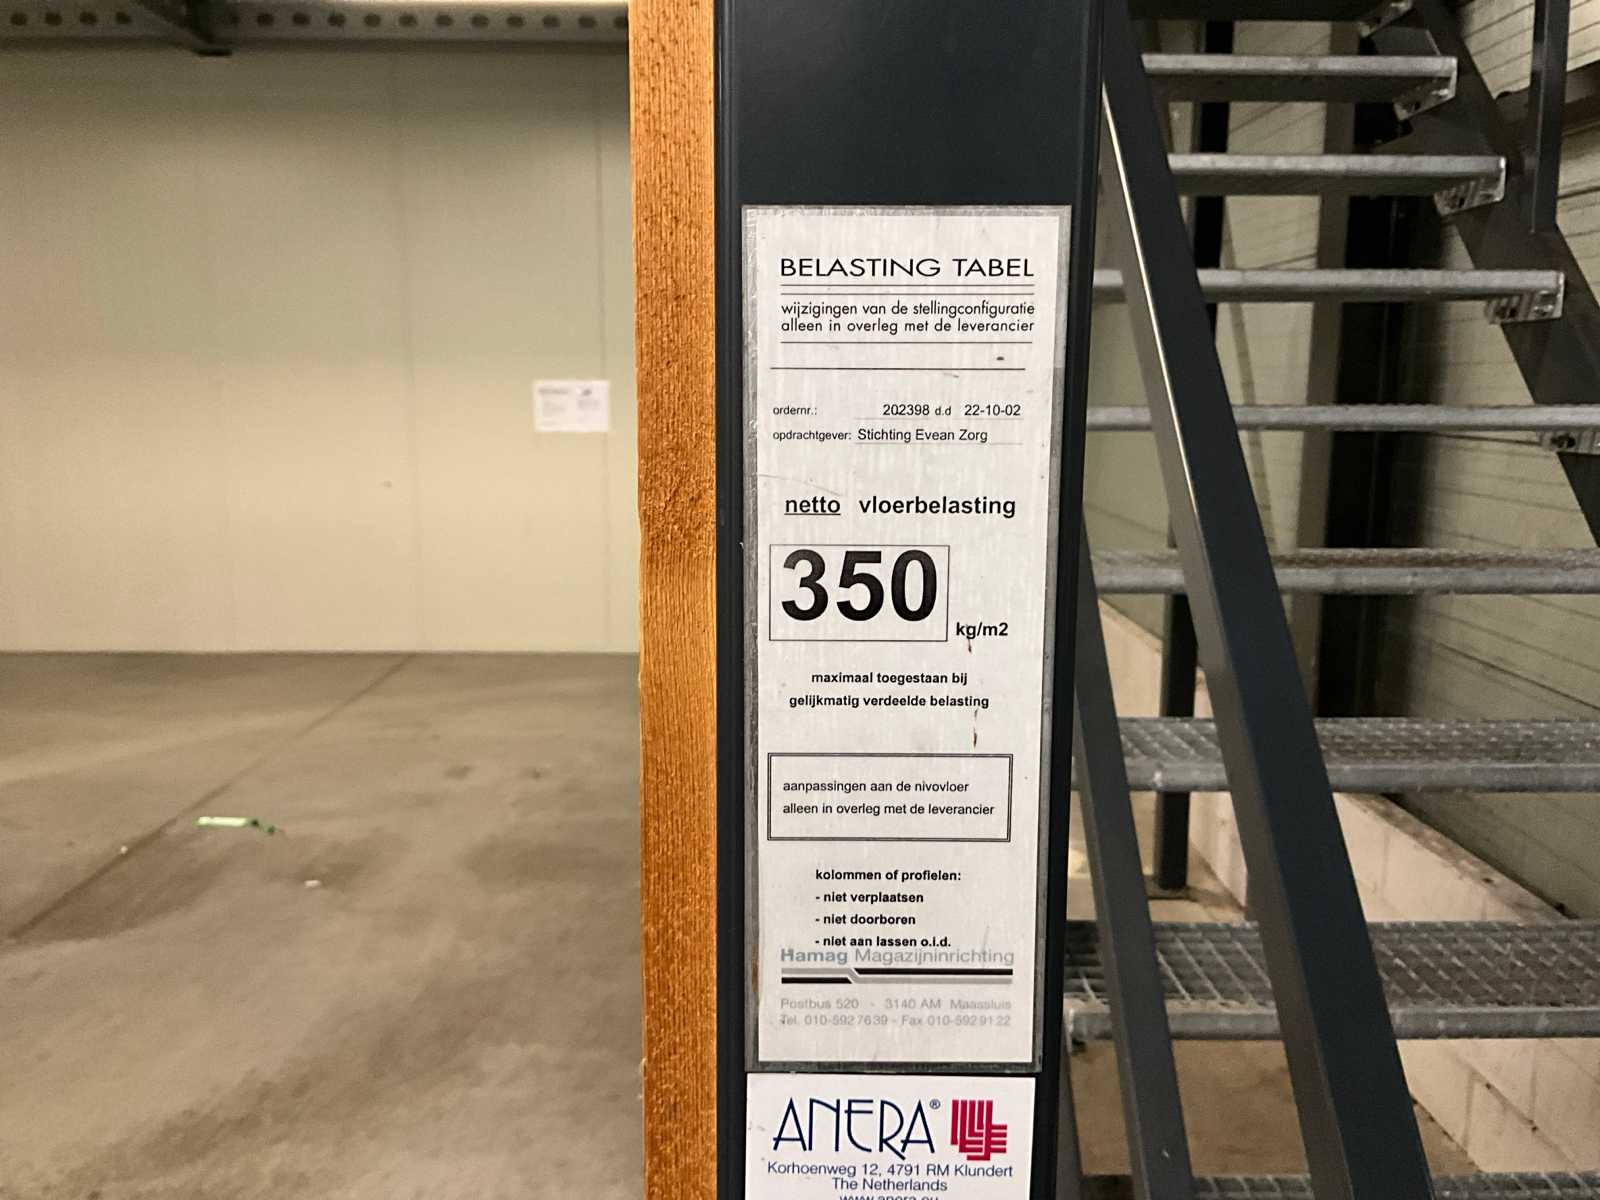 BELASTING TABEL
wijzigingen van de stellingconfiguratie
alleen in overleg met de leverancier
ordernr.: 202398 d.d 22-10-02
opdrachtgever: Stichting Evean Zorg
netto vloerbelasting
350
kg/m2
maximaal toegestaan bij
gelijkmatig verdeelde belasting
aanpassingen aan de nivovloer
alleen in overleg met de leverancier
kolommen of profielen:
- niet verplaatsen
- niet doorboren
- niet aan lassen o.i.d.
Hamag Magazijninrichting
Postbus 520 - 3140 AM Maassluis
Tel. 010-5927639 - Fax 010-5929122
ANERA®
Korhoenweg 12, 4791 RM Klundert
The Netherlands
www.anera.eu